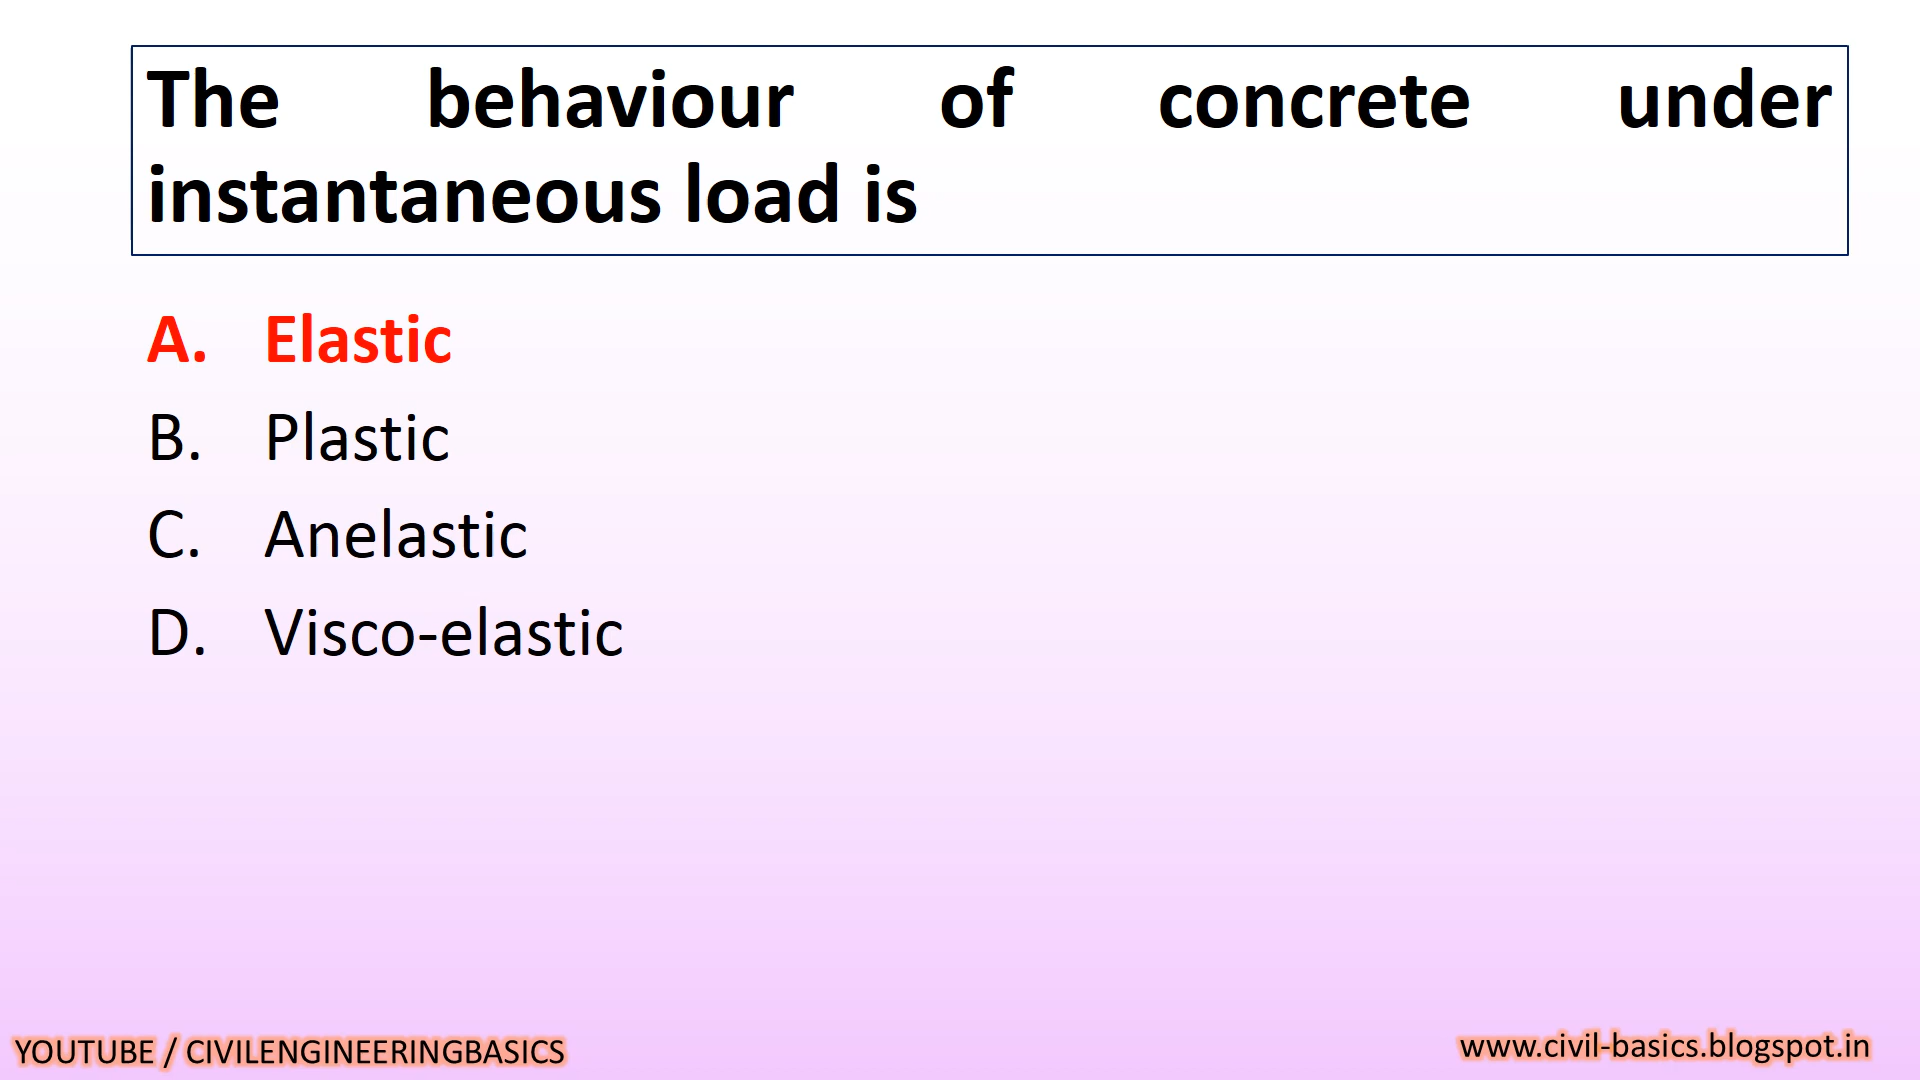 The behaviour of concrete under
instantaneous load is
A. Elastic
B. Plastic
C. Anelastic
D. Visco-elastic
YOUTUBE / CIVILENGINEERINGBASICS
www.civil-basics.blogspot.in